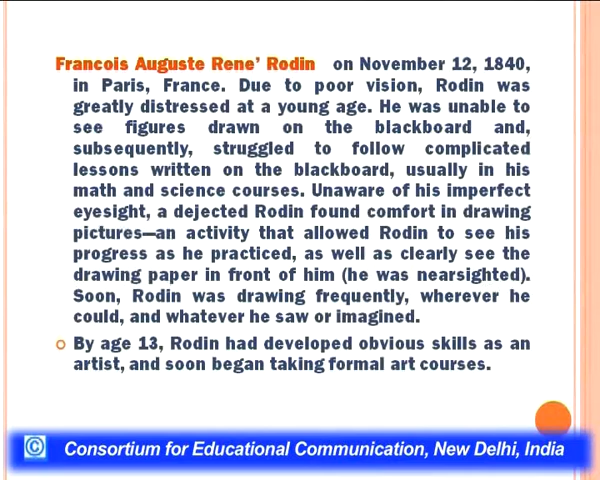 Francois Auguste Rene’ Rodin on November 12, 1840,
in Paris, France. Due to poor vision, Rodin was
greatly distressed at a young age. He was unable to
see figures drawn on the blackboard and,
subsequently, struggled to follow complicated
lessons written on the blackboard, usually in his
math and science courses. Unaware of his imperfect
eyesight, a dejected Rodin found comfort in drawing
pictures—an activity that allowed Rodin to see his
progress as he practiced, as well as clearly see the
drawing paper in front of him (he was nearsighted).
Soon, Rodin was drawing frequently, wherever he
could, and whatever he saw or imagined.
By age 13, Rodin had developed obvious skills as an
artist, and soon began taking formal art courses.
© Consortium for Educational Communication, New Delhi, India